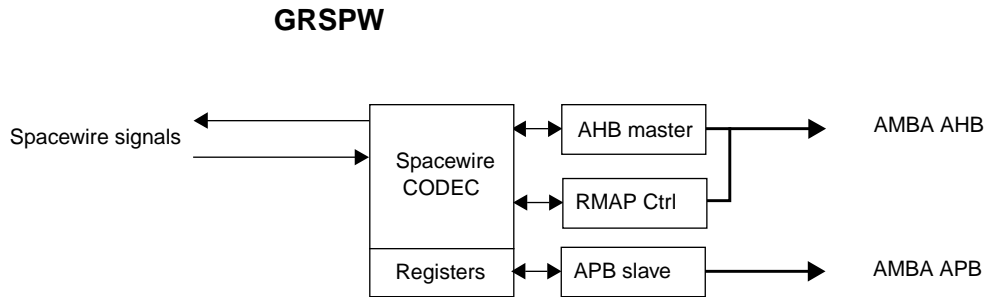 GRSPW
Spacewire signals
Spacewire
CODEC
Registers
AHB master
RMAP Ctrl
APB slave
AMBA AHB
AMBA APB